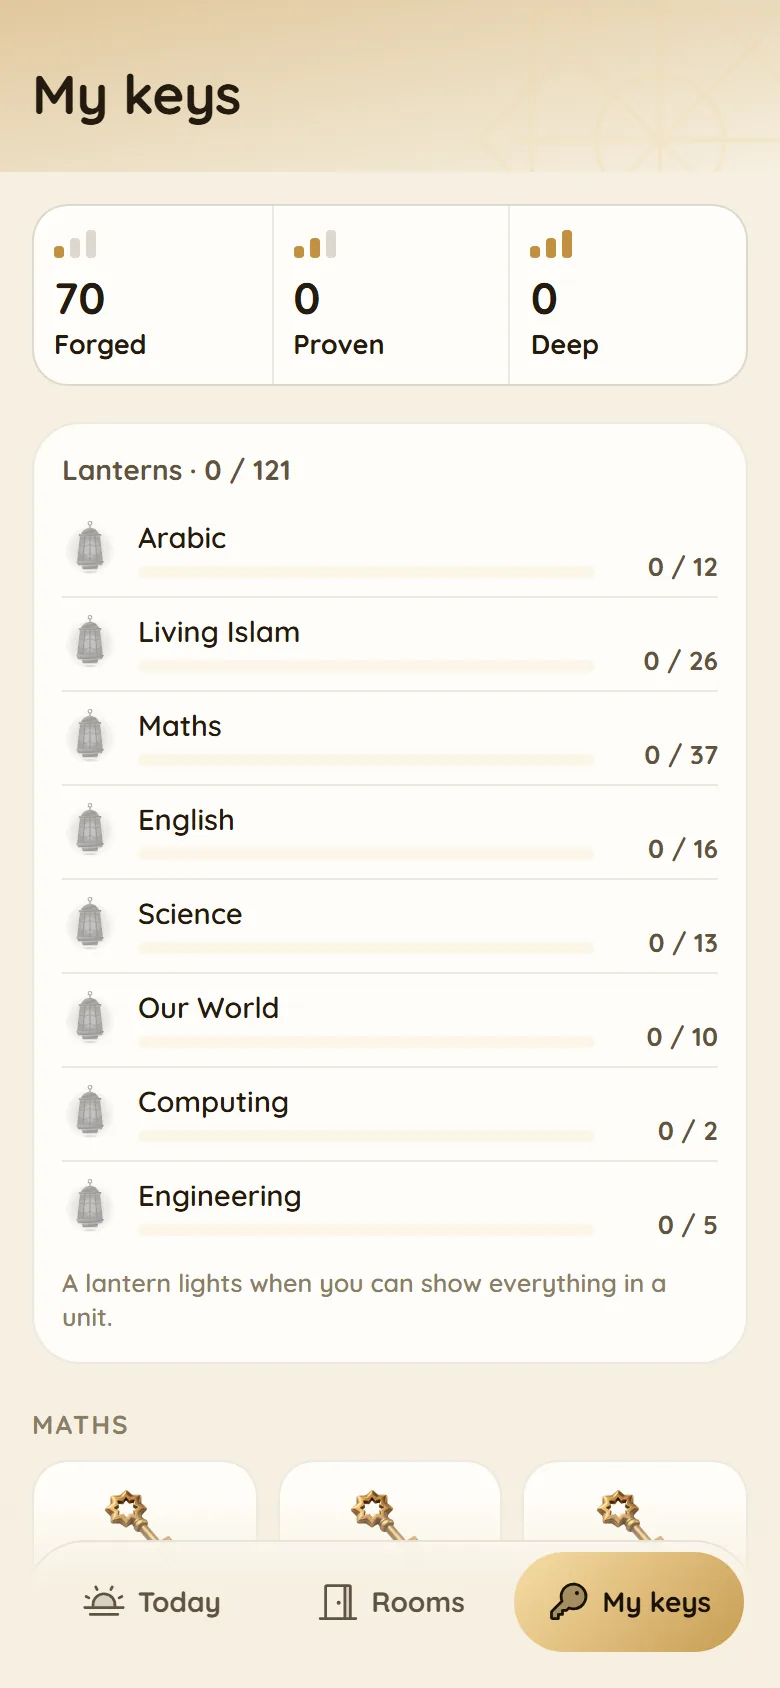 My keys
70
Forged
0
Proven
0
Deep
Lanterns · 0 / 121
Arabic
0 / 12
Living Islam
0 / 26
Maths
0 / 37
English
0 / 16
Science
0 / 13
Our World
0 / 10
Computing
0 / 2
Engineering
0 / 5
A lantern lights when you can show everything in a
unit.
MATHS
Today
Rooms
My keys